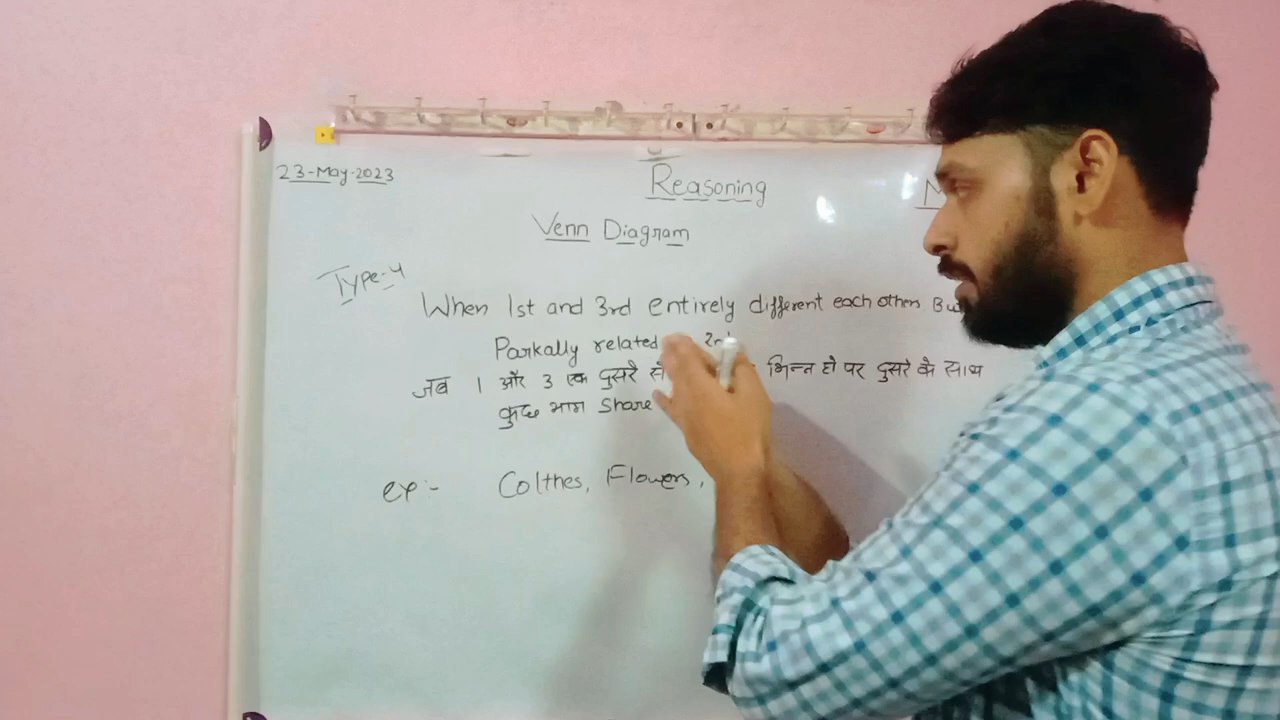 23-May-2023
Reasoning
Venn Diagram
Type-4
When 1st and 3rd entirely different each others
Parkally related
जब 1 और 3 एक दुसरे से भिन्न हो पर दुसरे के साथ
कुछ भाग Share
ex:- Colthes, Flowers,